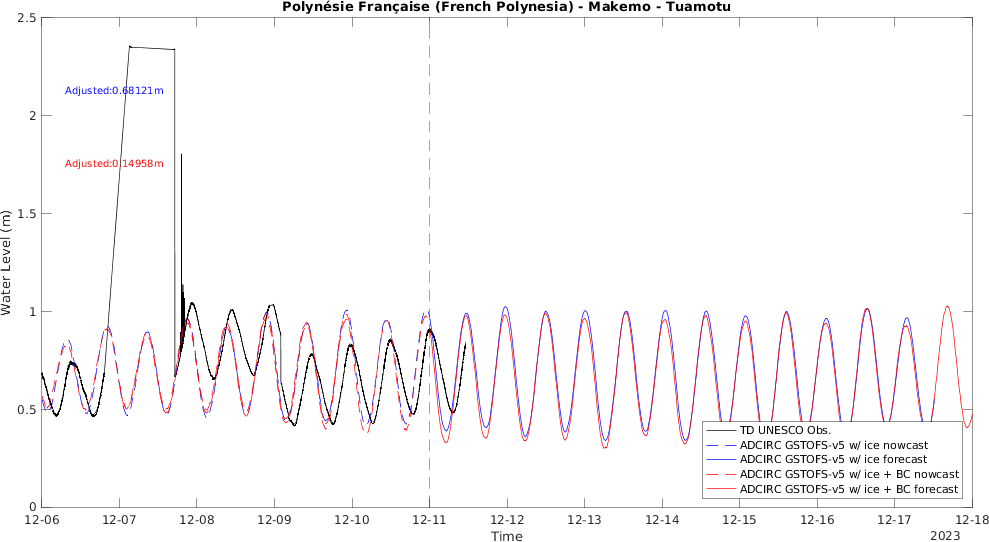 Polynésie Française (French Polynesia) - Makemo - Tuamotu
2.5
2
1.5
1
0.5
0
Water Level (m)
Adjusted:0.68121m
Adjusted:0.14958m
TD UNESCO Obs.
ADCIRC GSTOFS-v5 w/ ice nowcast
ADCIRC GSTOFS-v5 w/ ice forecast
ADCIRC GSTOFS-v5 w/ ice + BC nowcast
ADCIRC GSTOFS-v5 w/ ice + BC forecast
12-06 12-07 12-08 12-09 12-10 12-11 12-12 12-13 12-14 12-15 12-16 12-17 12-18
Time
2023